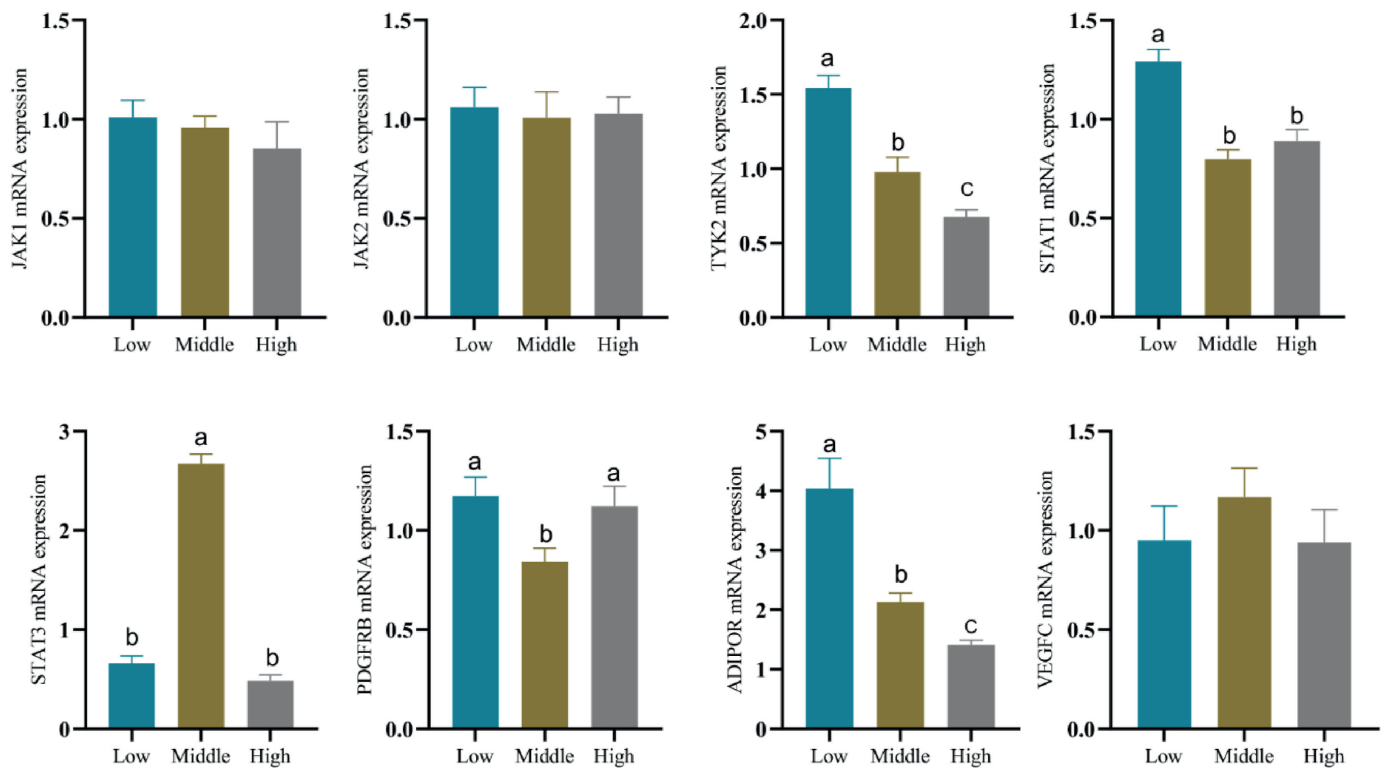 JAK1 mRNA expression
1.5
1.0
0.5
0.0
Low Middle High
JAK2 mRNA expression
1.5
1.0
0.5
0.0
Low Middle High
TYK2 mRNA expression
2.0
1.5
1.0
0.5
0.0
a
b
c
Low Middle High
STAT1 mRNA expression
1.5
1.0
0.5
0.0
a
b
b
Low Middle High
STAT3 mRNA expression
3
2
1
0
b
a
b
Low Middle High
PDGFRB mRNA expression
1.5
1.0
0.5
0.0
a
b
a
Low Middle High
ADIPOR mRNA expression
5
4
3
2
1
0
a
b
c
Low Middle High
VEGFC mRNA expression
1.5
1.0
0.5
0.0
Low Middle High